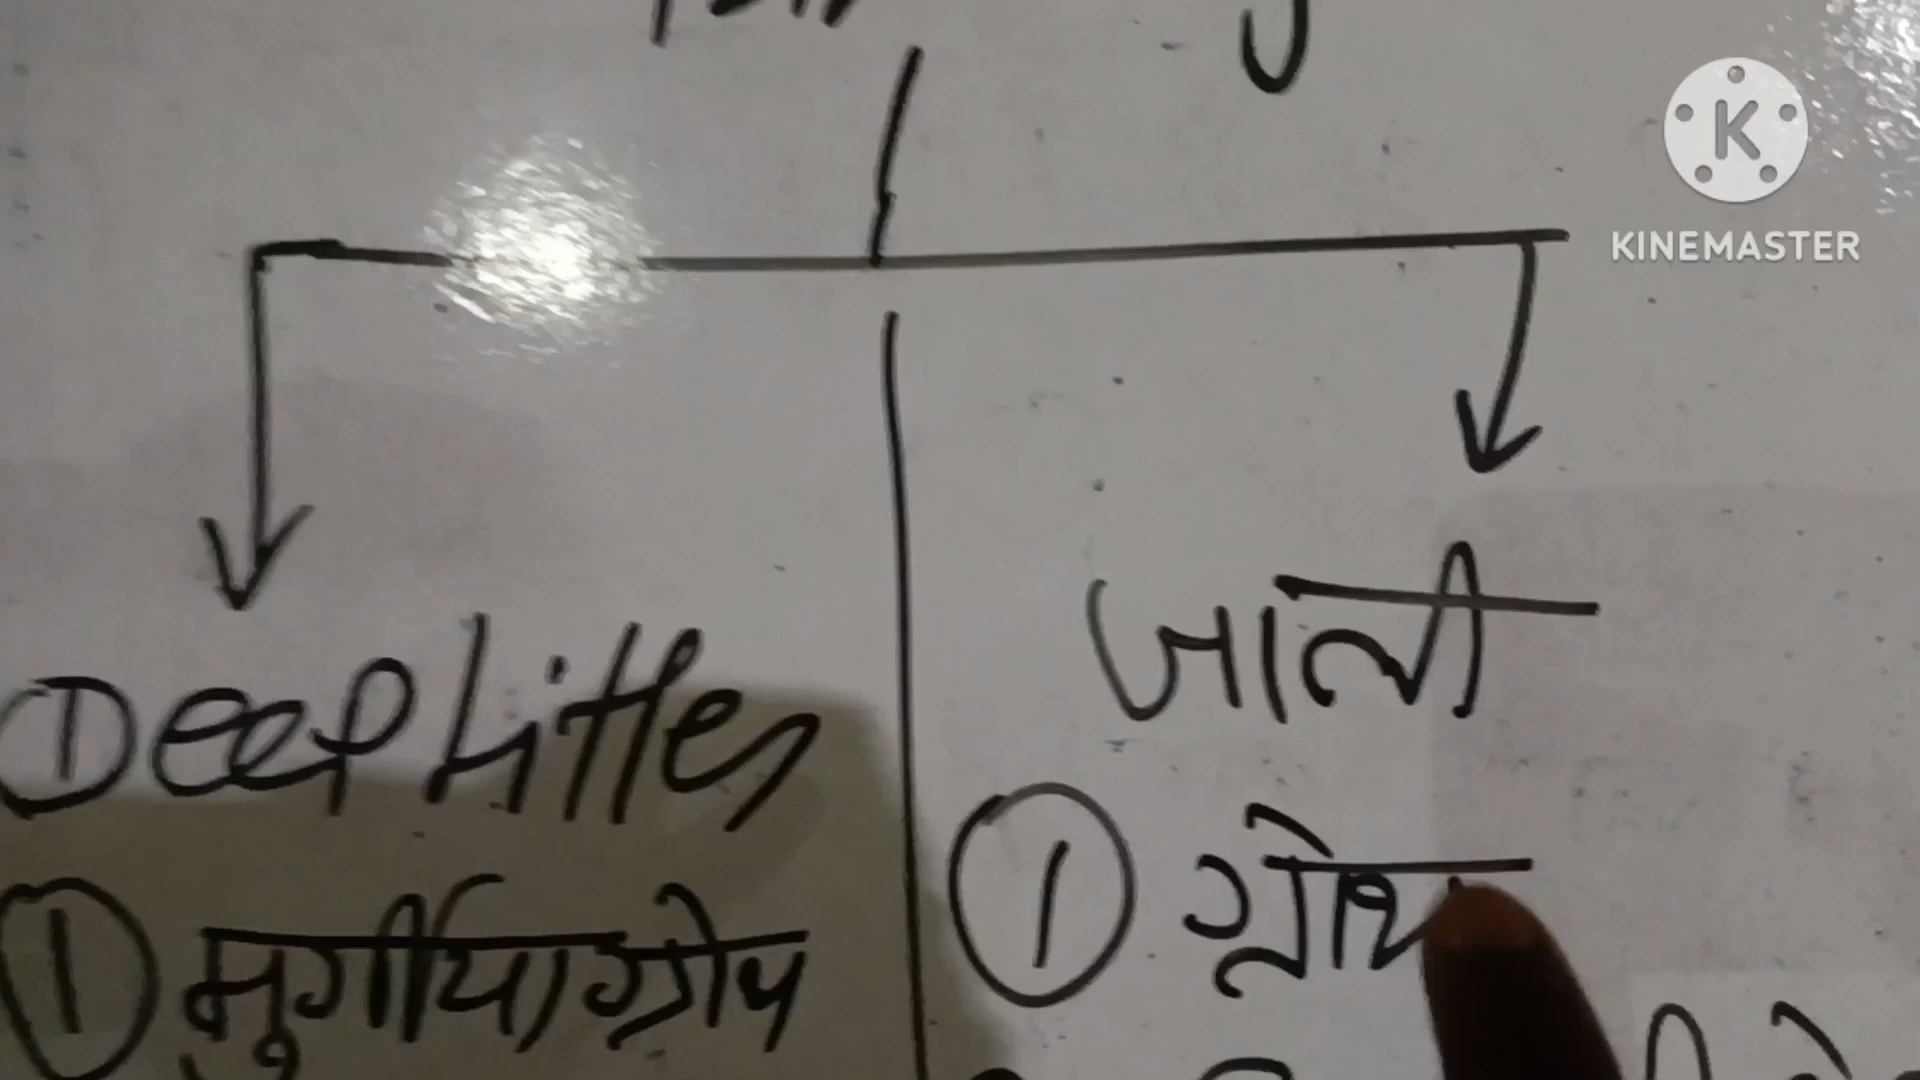 KINEMASTER
① Deep Litter
① मुर्गीया ग्रोथ
जाली
① ग्रोथ